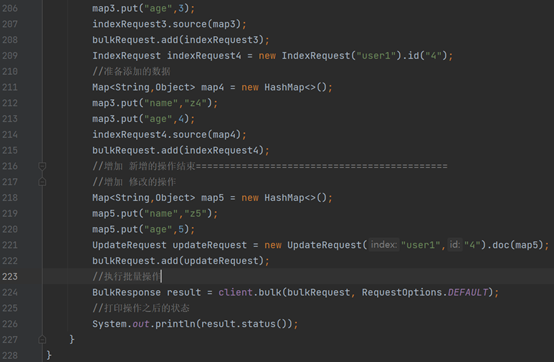 206 map3.put("age",3);
207 indexRequest3.source(map3);
208 bulkRequest.add(indexRequest3);
209 IndexRequest indexRequest4 = new IndexRequest("user1").id("4");
210 //准备添加的数据
211 Map<String,Object> map4 = new HashMap<>();
212 map3.put("name","z4");
213 map3.put("age",4);
214 indexRequest4.source(map4);
215 bulkRequest.add(indexRequest4);
216 //增加 新增的操作结束============================================
217 //增加 修改的操作
218 Map<String,Object> map5 = new HashMap<>();
219 map5.put("name","z5");
220 map5.put("age",5);
221 UpdateRequest updateRequest = new UpdateRequest( index: "user1", id: "4").doc(map5);
222 bulkRequest.add(updateRequest);
223 //执行批量操作
224 BulkResponse result = client.bulk(bulkRequest, RequestOptions.DEFAULT);
225 //打印操作之后的状态
226 System.out.println(result.status());
227 }
228 }